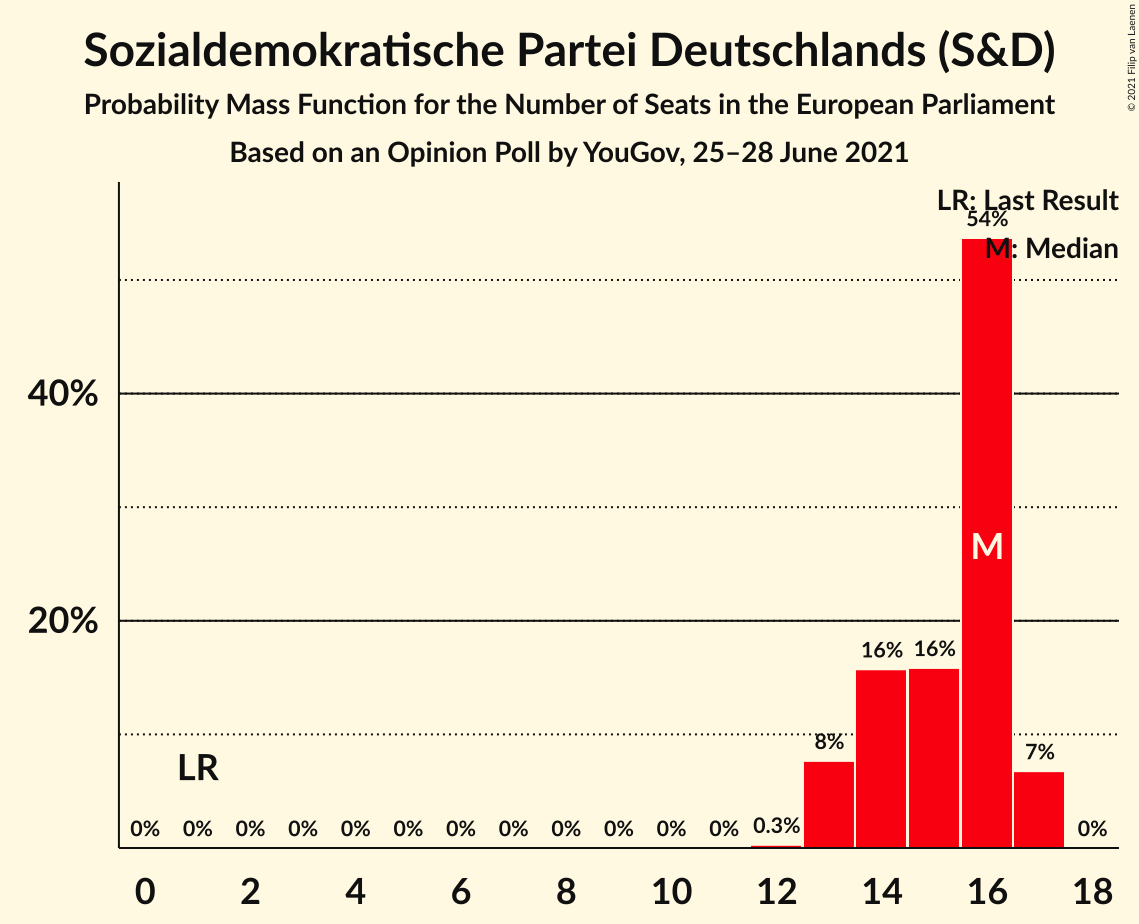 Sozialdemokratische Partei Deutschlands (S&D)
Probability Mass Function for the Number of Seats in the European Parliament
Based on an Opinion Poll by YouGov, 25–28 June 2021
© 2021 Filip van Laenen
LR: Last Result
54%
M: Median
40%
M
20%
16% 16%
8% 7%
LR
0% 0% 0% 0% 0% 0% 0% 0% 0% 0% 0% 0% 0.3% 0%
0 2 4 6 8 10 12 14 16 18